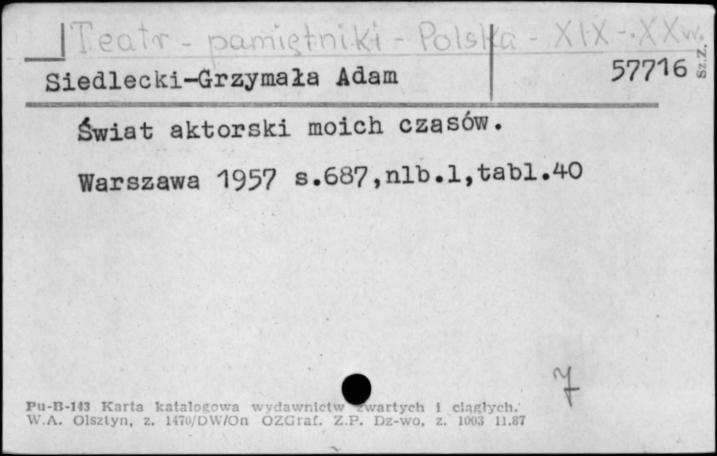 Teatr - pamiętniki - Polska - XIX-XXw.
Siedlecki-Grzymała Adam 57716 Sz.Z.
Świat aktorski moich czasów.
Warszawa 1957 s.687,nlb.1,tabl.40
Pu-B-143 Karta katalogowa wydawnictw zwartych i ciągłych.
W.A. Olsztyn, z. 1470/DW/On OZGraf. Z.P. Dz-wo, z. 1003 11.87